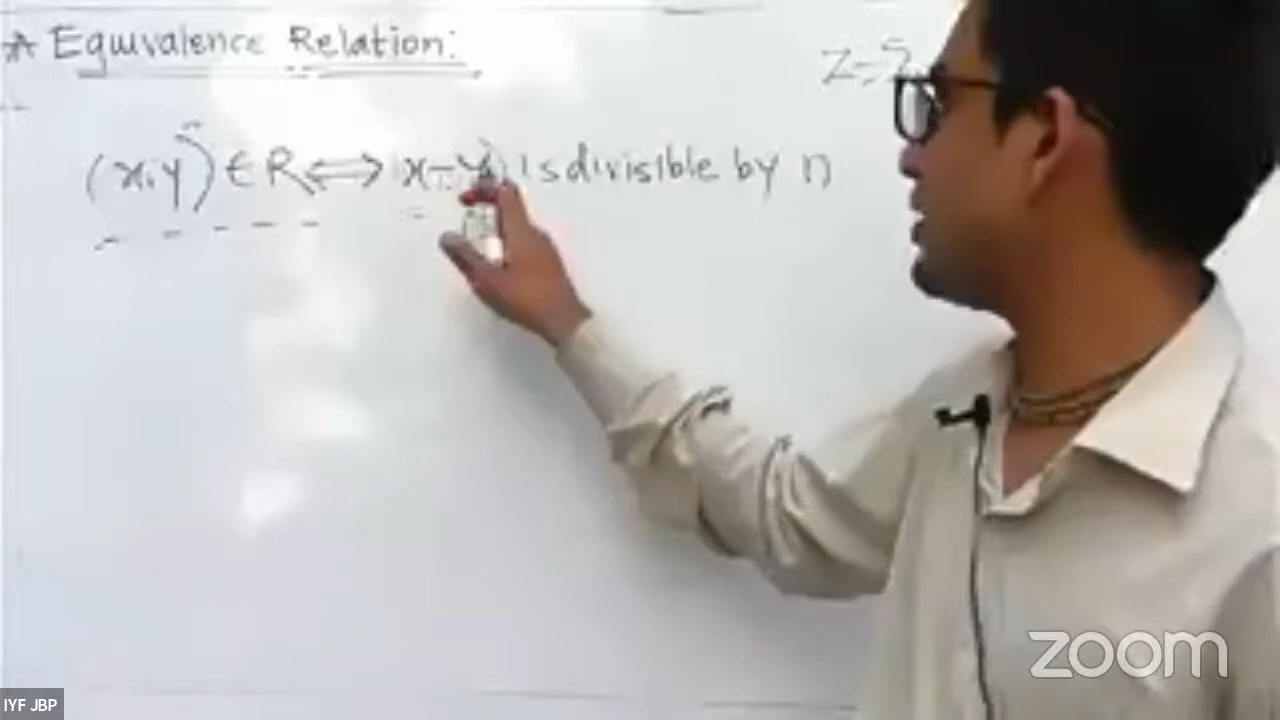 * Equivalence Relation:
(x,y) ∈ R ⟺ x-y is divisible by n
zoom
IYF JBP